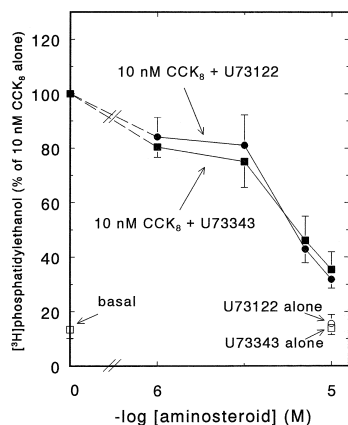 [³H]phosphatidylethanol (% of 10 nM CCK₈ alone)
120
100
80
60
40
20
0
10 nM CCK₈ + U73122
10 nM CCK₈ + U73343
basal
U73122 alone
U73343 alone
0
6
5
-log [aminosteroid] (M)